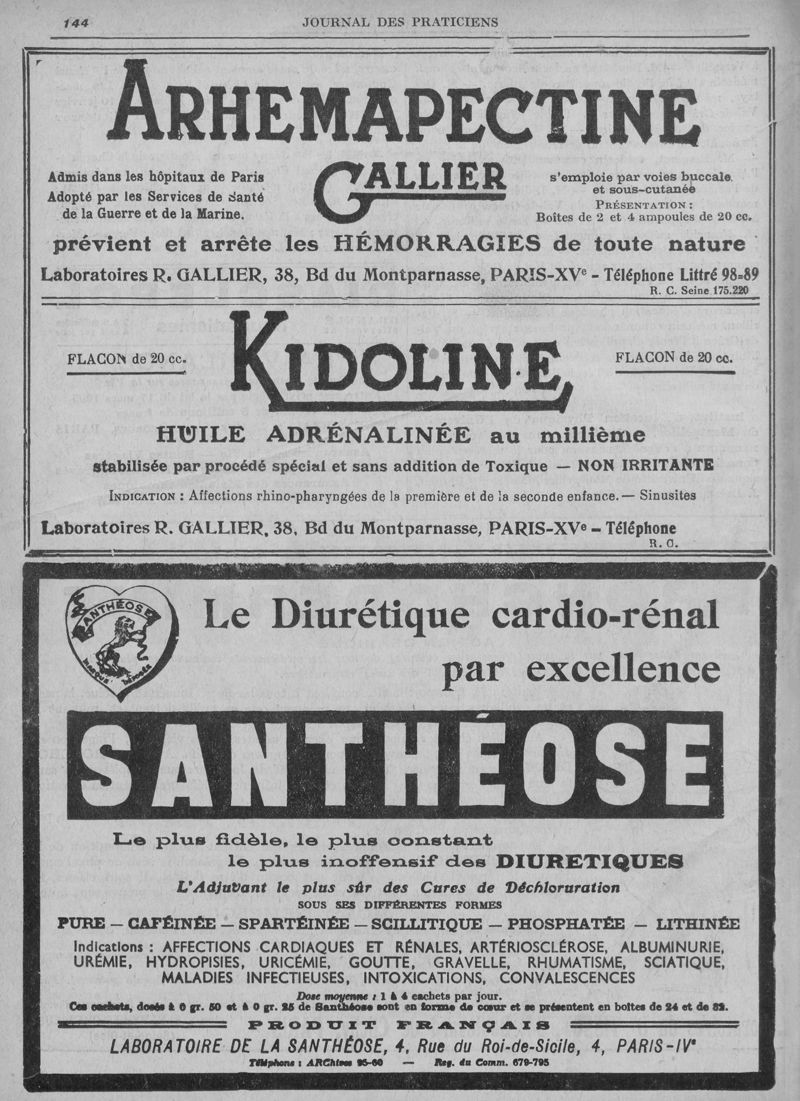 144
JOURNAL DES PRATICIENS
ARHEMAPECTINE
GALLIER
Admis dans les hôpitaux de Paris
Adopté par les Services de Santé
de la Guerre et de la Marine.
s'emploie par voies buccale
et sous-cutanée
PRÉSENTATION :
Boîtes de 2 et 4 ampoules de 20 cc.
prévient et arrête les HÉMORRAGIES de toute nature
Laboratoires R. GALLIER, 38, Bd du Montparnasse, PARIS-XVe - Téléphone Littré 98-89
R. C. Seine 175.220
KIDOLINE
FLACON de 20 cc.
FLACON de 20 cc.
HUILE ADRÉNALINÉE au millième
stabilisée par procédé spécial et sans addition de Toxique — NON IRRITANTE
INDICATION : Affections rhino-pharyngées de la première et de la seconde enfance. — Sinusites
Laboratoires R. GALLIER, 38, Bd du Montparnasse, PARIS-XVe - Téléphone
R. C.
SANTHÉOSE
MARQUE DÉPOSÉE
Le Diurétique cardio-rénal
par excellence
SANTHÉOSE
Le plus fidèle, le plus constant
le plus inoffensif des DIURETIQUES
L'Adjuvant le plus sûr des Cures de Déchloruration
SOUS SES DIFFÉRENTES FORMES
PURE — CAFÉINÉE — SPARTÉINÉE — SCILLITIQUE — PHOSPHATÉE — LITHINÉE
Indications : AFFECTIONS CARDIAQUES ET RÉNALES, ARTÉRIOSCLÉROSE, ALBUMINURIE,
URÉMIE, HYDROPISIES, URICÉMIE, GOUTTE, GRAVELLE, RHUMATISME, SCIATIQUE,
MALADIES INFECTIEUSES, INTOXICATIONS, CONVALESCENCES
Dose moyenne : 1 à 4 cachets par jour.
Ces cachets, dosés à 0 gr. 50 et à 0 gr. 25 de Santhéose sont en forme de cœur et se présentent en boîtes de 24 et de 32.
PRODUIT FRANÇAIS
LABORATOIRE DE LA SANTHÉOSE, 4, Rue du Roi-de-Sicile, 4, PARIS-IVe
Téléphone : ARChives 95-60 — Reg. du Comm. 679-795